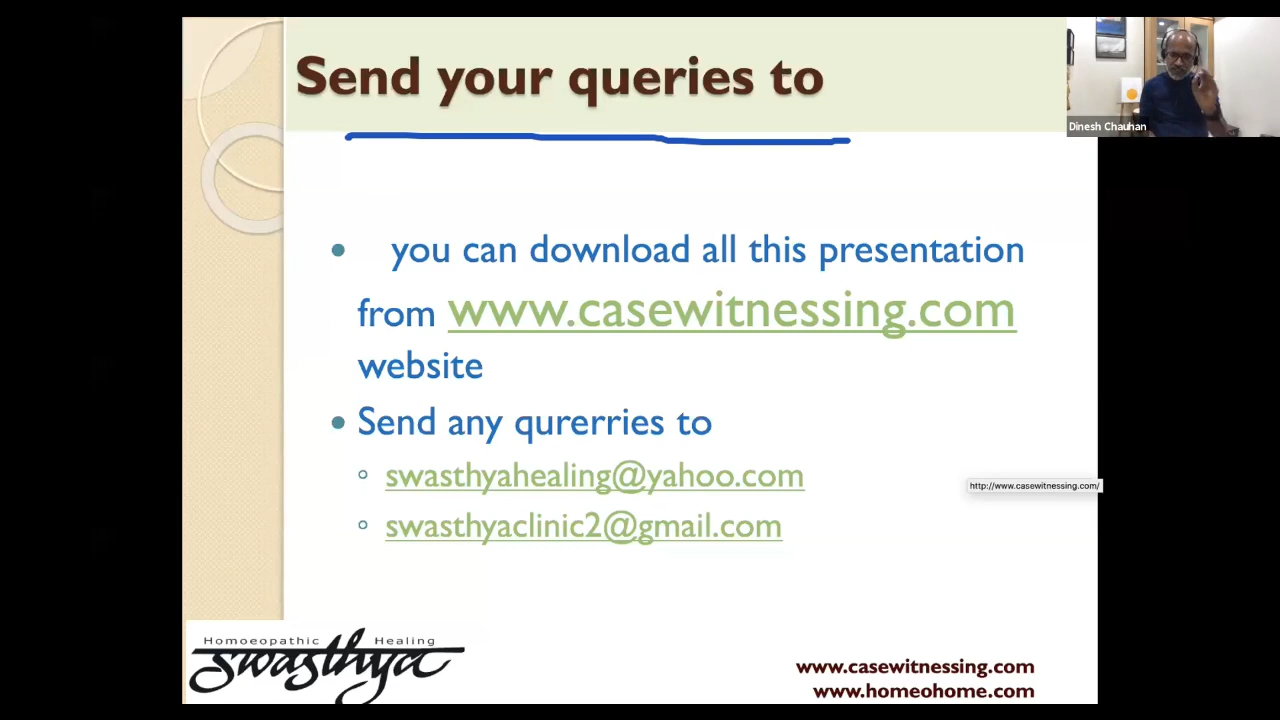 Send your queries to
Dinesh Chauhan
you can download all this presentation
from www.casewitnessing.com
website
Send any qurerries to
swasthyahealing@yahoo.com
http://www.casewitnessing.com/
swasthyaclinic2@gmail.com
Homoeopathic Healing
swasthya
www.casewitnessing.com
www.homeohome.com